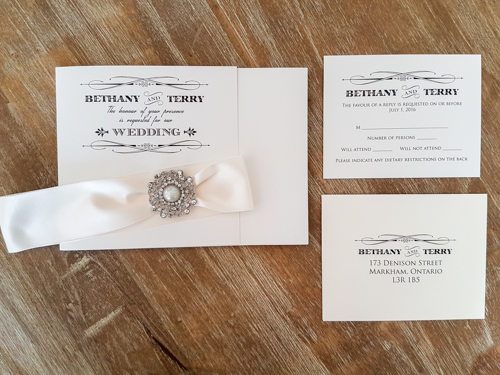 BETHANY AND TERRY
The honour of your presence
is requested for our
WEDDING
BETHANY AND TERRY
THE FAVOUR OF A REPLY IS REQUESTED ON OR BEFORE
JULY 1, 2016
M
NUMBER OF PERSONS
WILL ATTEND WILL NOT ATTEND
PLEASE INDICATE ANY DIETARY RESTRICTIONS ON THE BACK
BETHANY AND TERRY
173 DENISON STREET
MARKHAM, ONTARIO
L3R 1B5